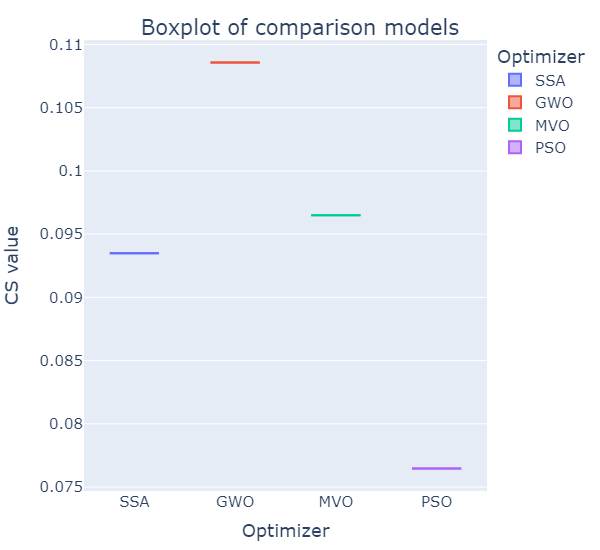 Boxplot of comparison models
0.11
0.105
0.1
0.095
0.09
0.085
0.08
0.075
CS value
SSA
GWO
MVO
PSO
Optimizer
Optimizer
SSA
GWO
MVO
PSO